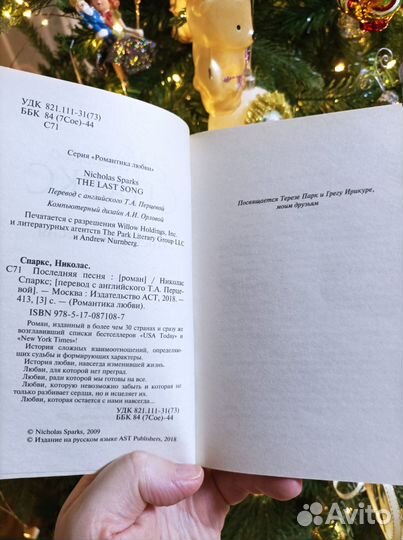 УДК 821.111-31(73)
ББК 84 (7Сое)-44
С71
Серия «Романтика любви»
Nicholas Sparks
THE LAST SONG
Перевод с английского Т.А. Перцевой
Компьютерный дизайн А.И. Орловой
Печатается с разрешения Willow Holdings, Inc.
и литературных агентств The Park Literary Group LLC
и Andrew Nurnberg.
Спаркс, Николас.
С71 Последняя песня : [роман] / Николас
Спаркс; [перевод с английского Т.А. Перце-
вой]. — Москва : Издательство АСТ, 2018. —
413, [3] с. — (Романтика любви).
ISBN 978-5-17-087108-7
Роман, изданный в более чем 30 странах и сразу же
возглавивший списки бестселлеров «USA Today» и
«New York Times»!
История сложных взаимоотношений, определяю-
щих судьбы и формирующих характеры.
История любви, навсегда изменившей жизнь.
Любви, для которой нет преград.
Любви, ради которой мы готовы на все.
Любви, которую невозможно забыть и которая не
только разбивает сердца, но и исцеляет их.
Любви, которая остается с нами навсегда...
УДК 821.111-31(73)
ББК 84 (7Сое)-44
© Nicholas Sparks, 2009
© Издание на русском языке AST Publishers, 2018
Посвящается Терезе Парк и Грегу Ирикуре,
моим друзьям
Avito